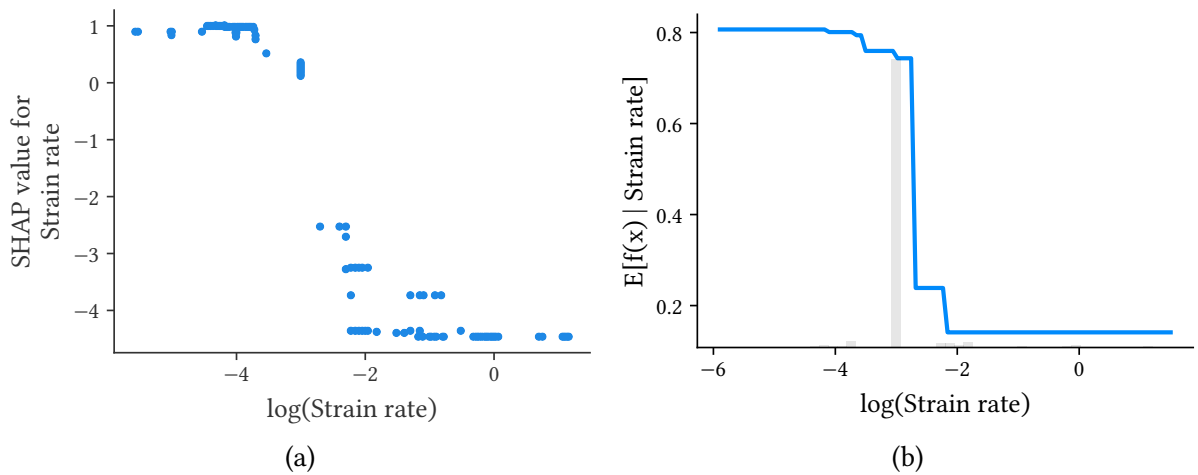 1
0
−1
−2
−3
−4
SHAP value for
Strain rate
−4
−2
0
log(Strain rate)
(a)
0.8
0.6
0.4
0.2
E[f(x) | Strain rate]
−6
−4
−2
0
log(Strain rate)
(b)